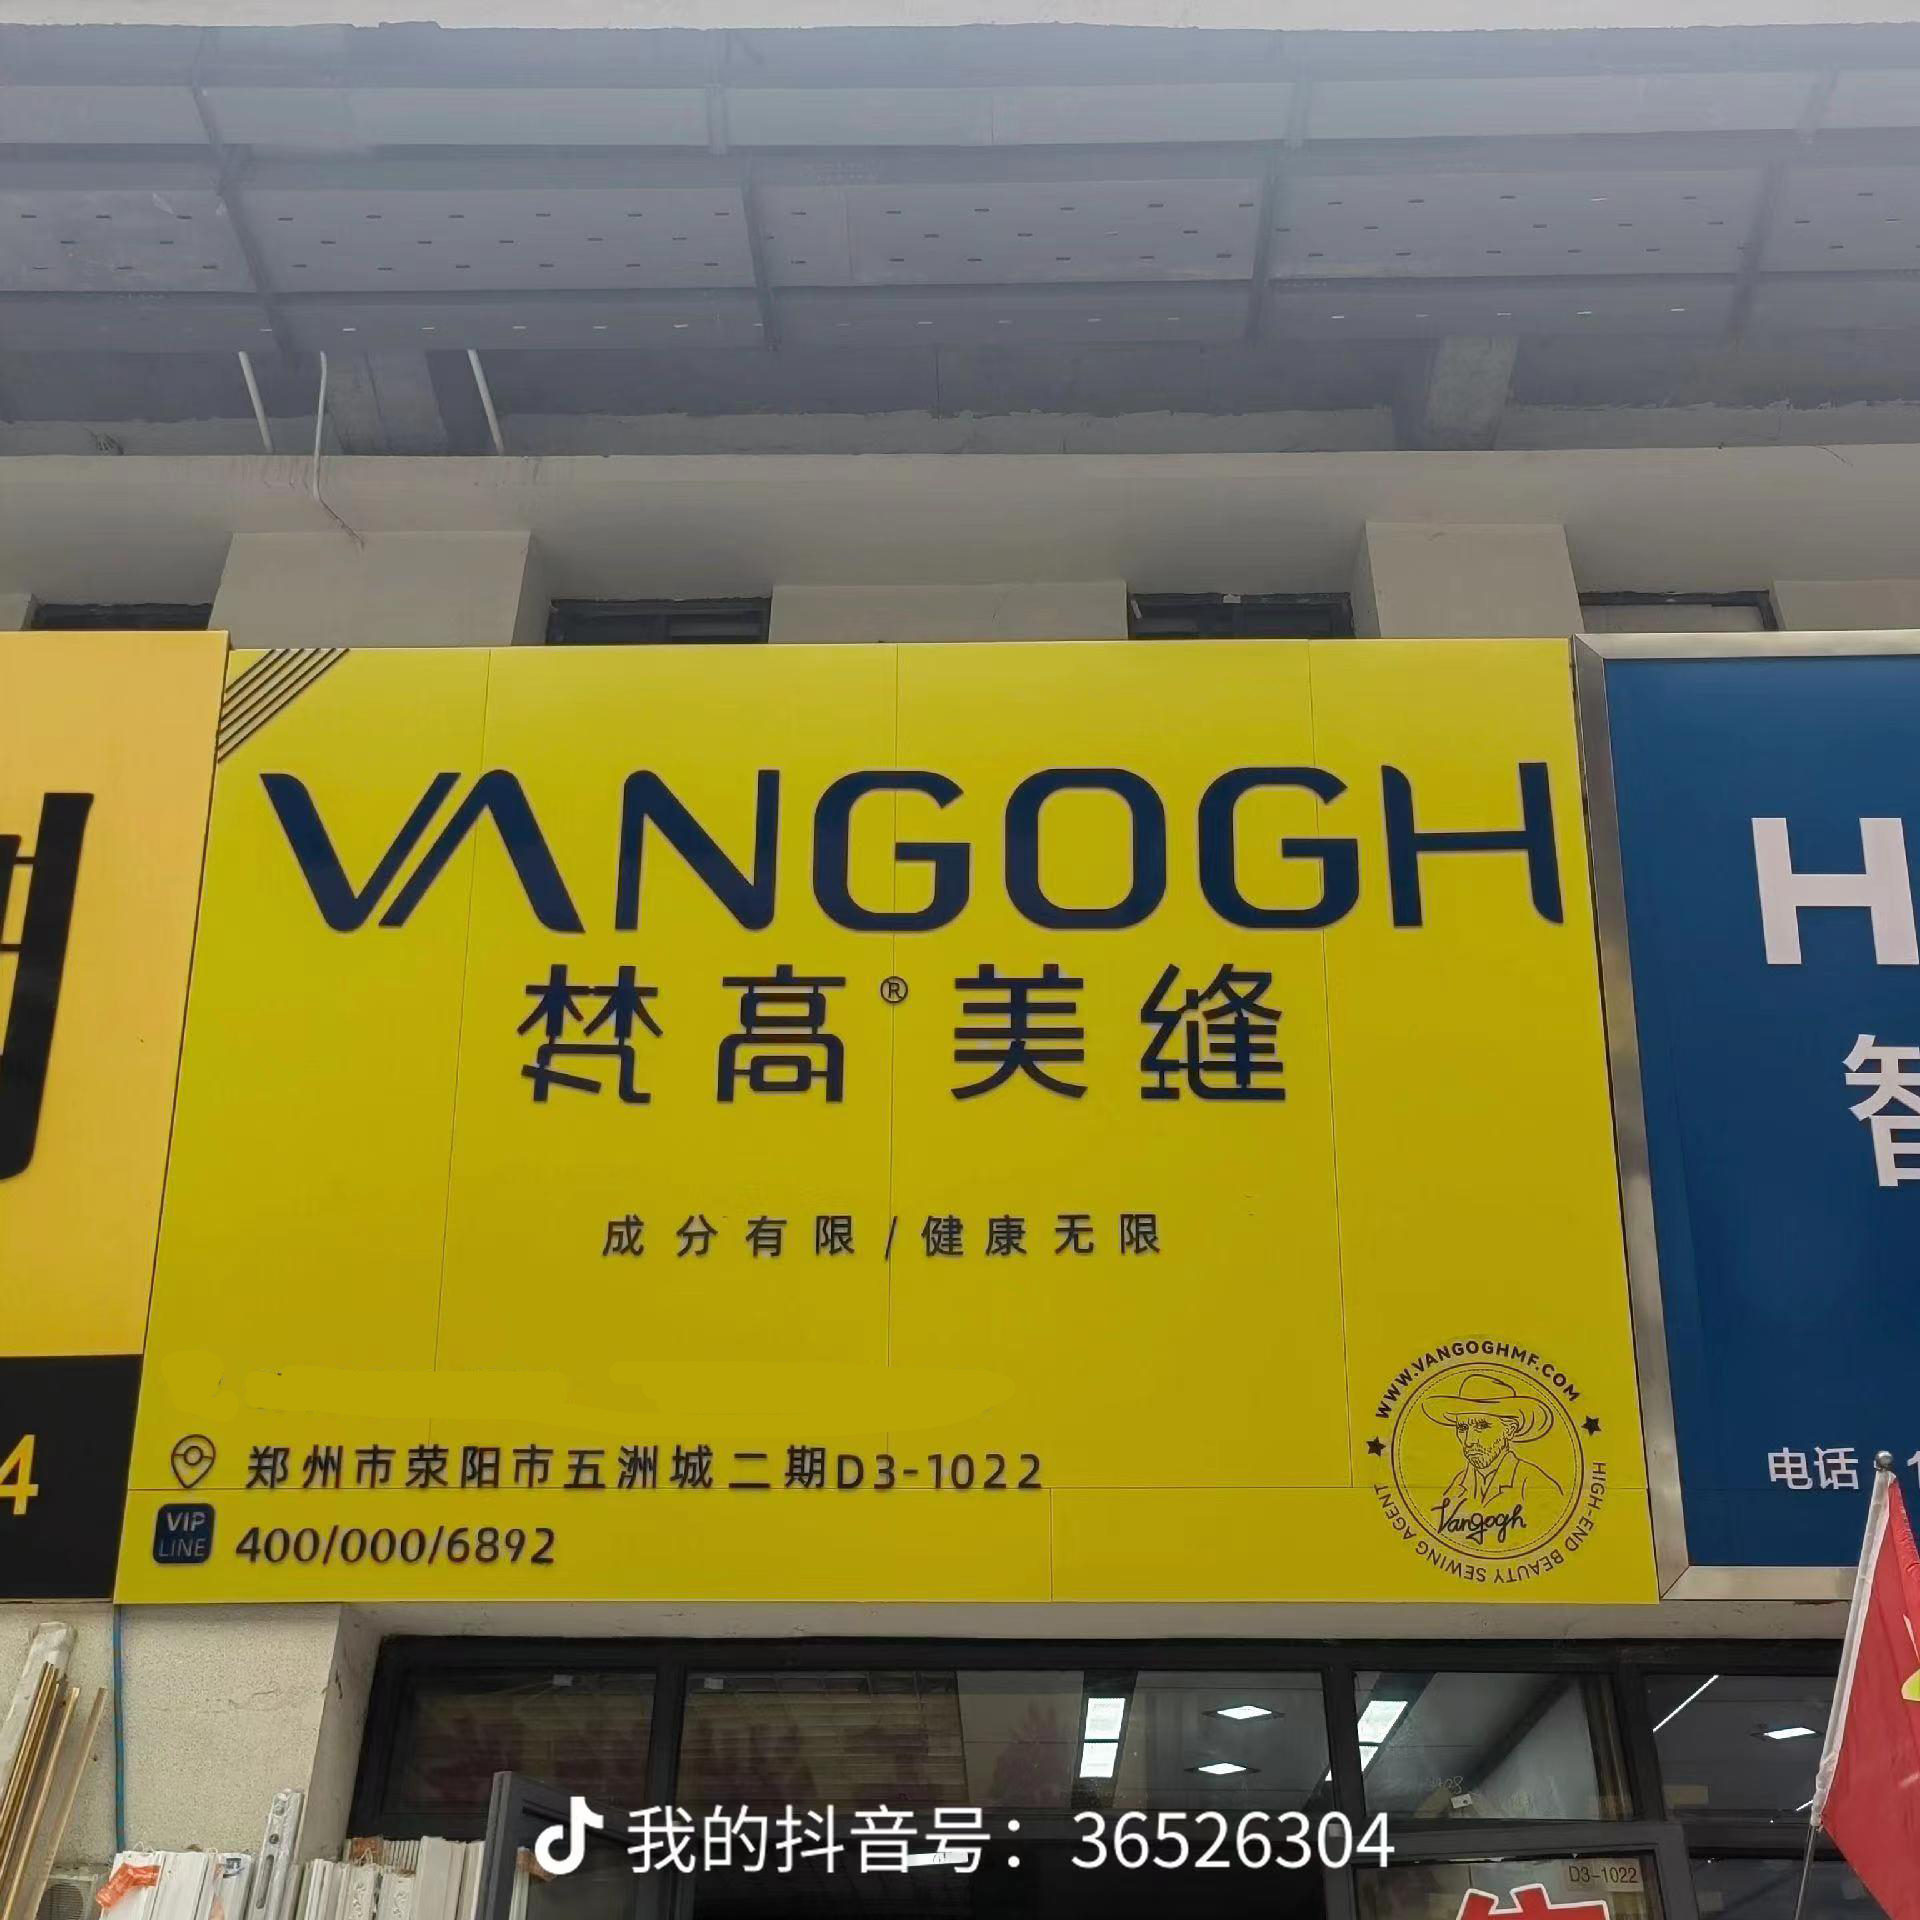 VANGOGH
梵高®美缝
成分有限/健康无限
郑州市荥阳市五洲城二期D3-1022
VIP
LINE
400/000/6892
WWW.VANGOGHMF.COM
Vangogh
HIGH-END BEAUTY SEWING AGENT
4
H
智
电话
D3-1022
我的抖音号：36526304